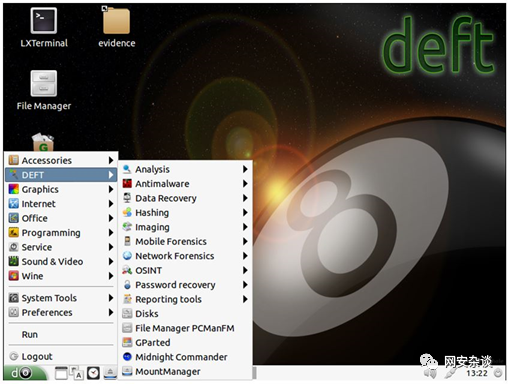 LXTerminal
evidence
deft
File Manager
Accessories
DEFT
Graphics
Internet
Office
Programming
Service
Sound & Video
Wine
System Tools
Preferences
Run
Logout
Analysis
Antimalware
Data Recovery
Hashing
Imaging
Mobile Forensics
Network Forensics
OSINT
Password recovery
Reporting tools
Disks
File Manager PCManFM
GParted
Midnight Commander
MountManager
8
网安杂谈
13:22